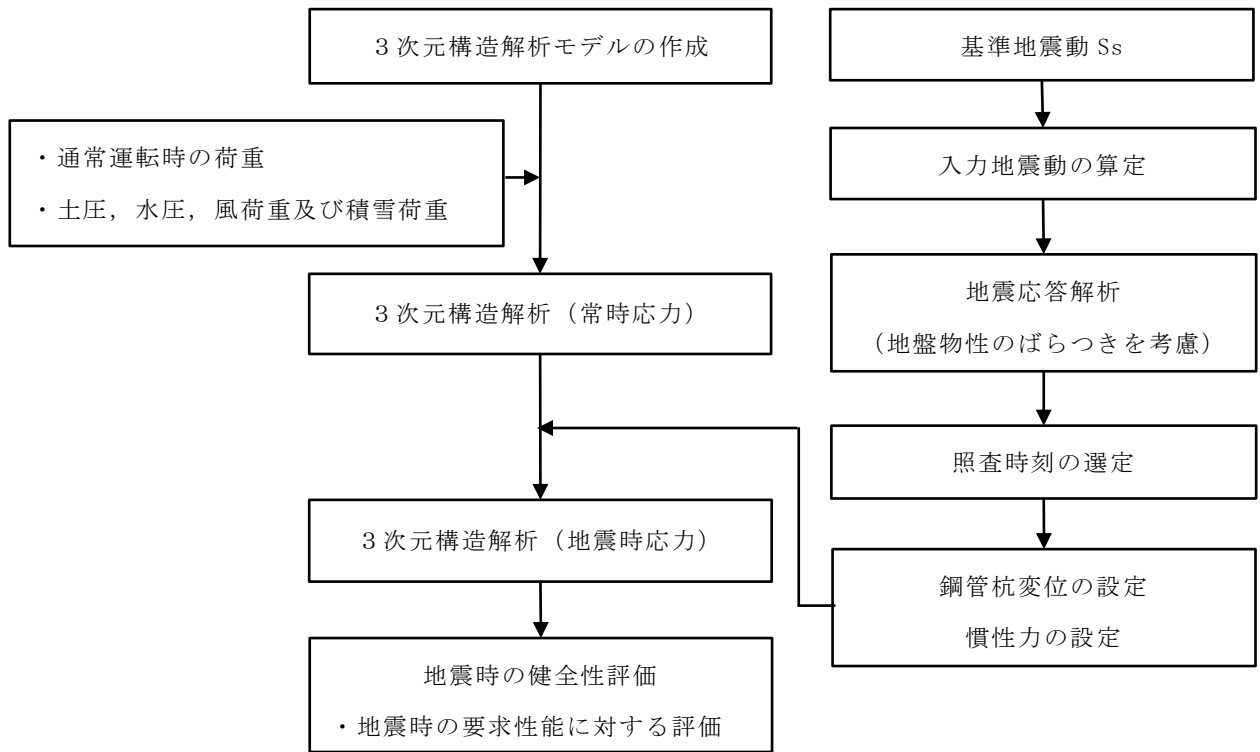 ３次元構造解析モデルの作成
・通常運転時の荷重
・土圧，水圧，風荷重及び積雪荷重
３次元構造解析（常時応力）
３次元構造解析（地震時応力）
地震時の健全性評価
・地震時の要求性能に対する評価
基準地震動 Ss
入力地震動の算定
地震応答解析
（地盤物性のばらつきを考慮）
照査時刻の選定
鋼管杭変位の設定
慣性力の設定